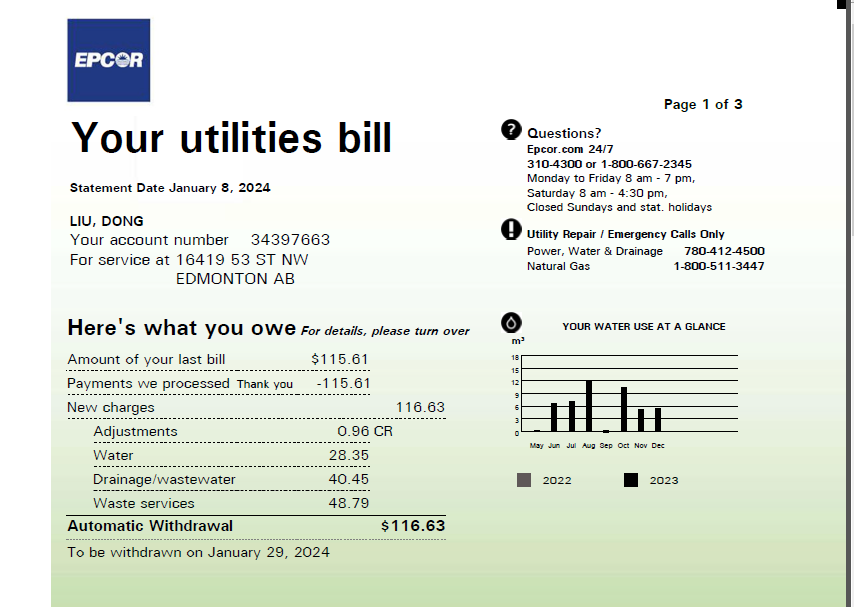 EPCOR
Page 1 of 3
Your utilities bill
Statement Date January 8, 2024
LIU, DONG
Your account number 34397663
For service at 16419 53 ST NW
EDMONTON AB
? Questions?
Epcor.com 24/7
310-4300 or 1-800-667-2345
Monday to Friday 8 am - 7 pm,
Saturday 8 am - 4:30 pm,
Closed Sundays and stat. holidays
! Utility Repair / Emergency Calls Only
Power, Water & Drainage 780-412-4500
Natural Gas 1-800-511-3447
Here's what you owe For details, please turn over
Amount of your last bill $115.61
Payments we processed Thank you -115.61
New charges 116.63
Adjustments 0.96 CR
Water 28.35
Drainage/wastewater 40.45
Waste services 48.79
Automatic Withdrawal $116.63
To be withdrawn on January 29, 2024
YOUR WATER USE AT A GLANCE
m³
18
15
12
9
6
3
0
May Jun Jul Aug Sep Oct Nov Dec
2022 2023